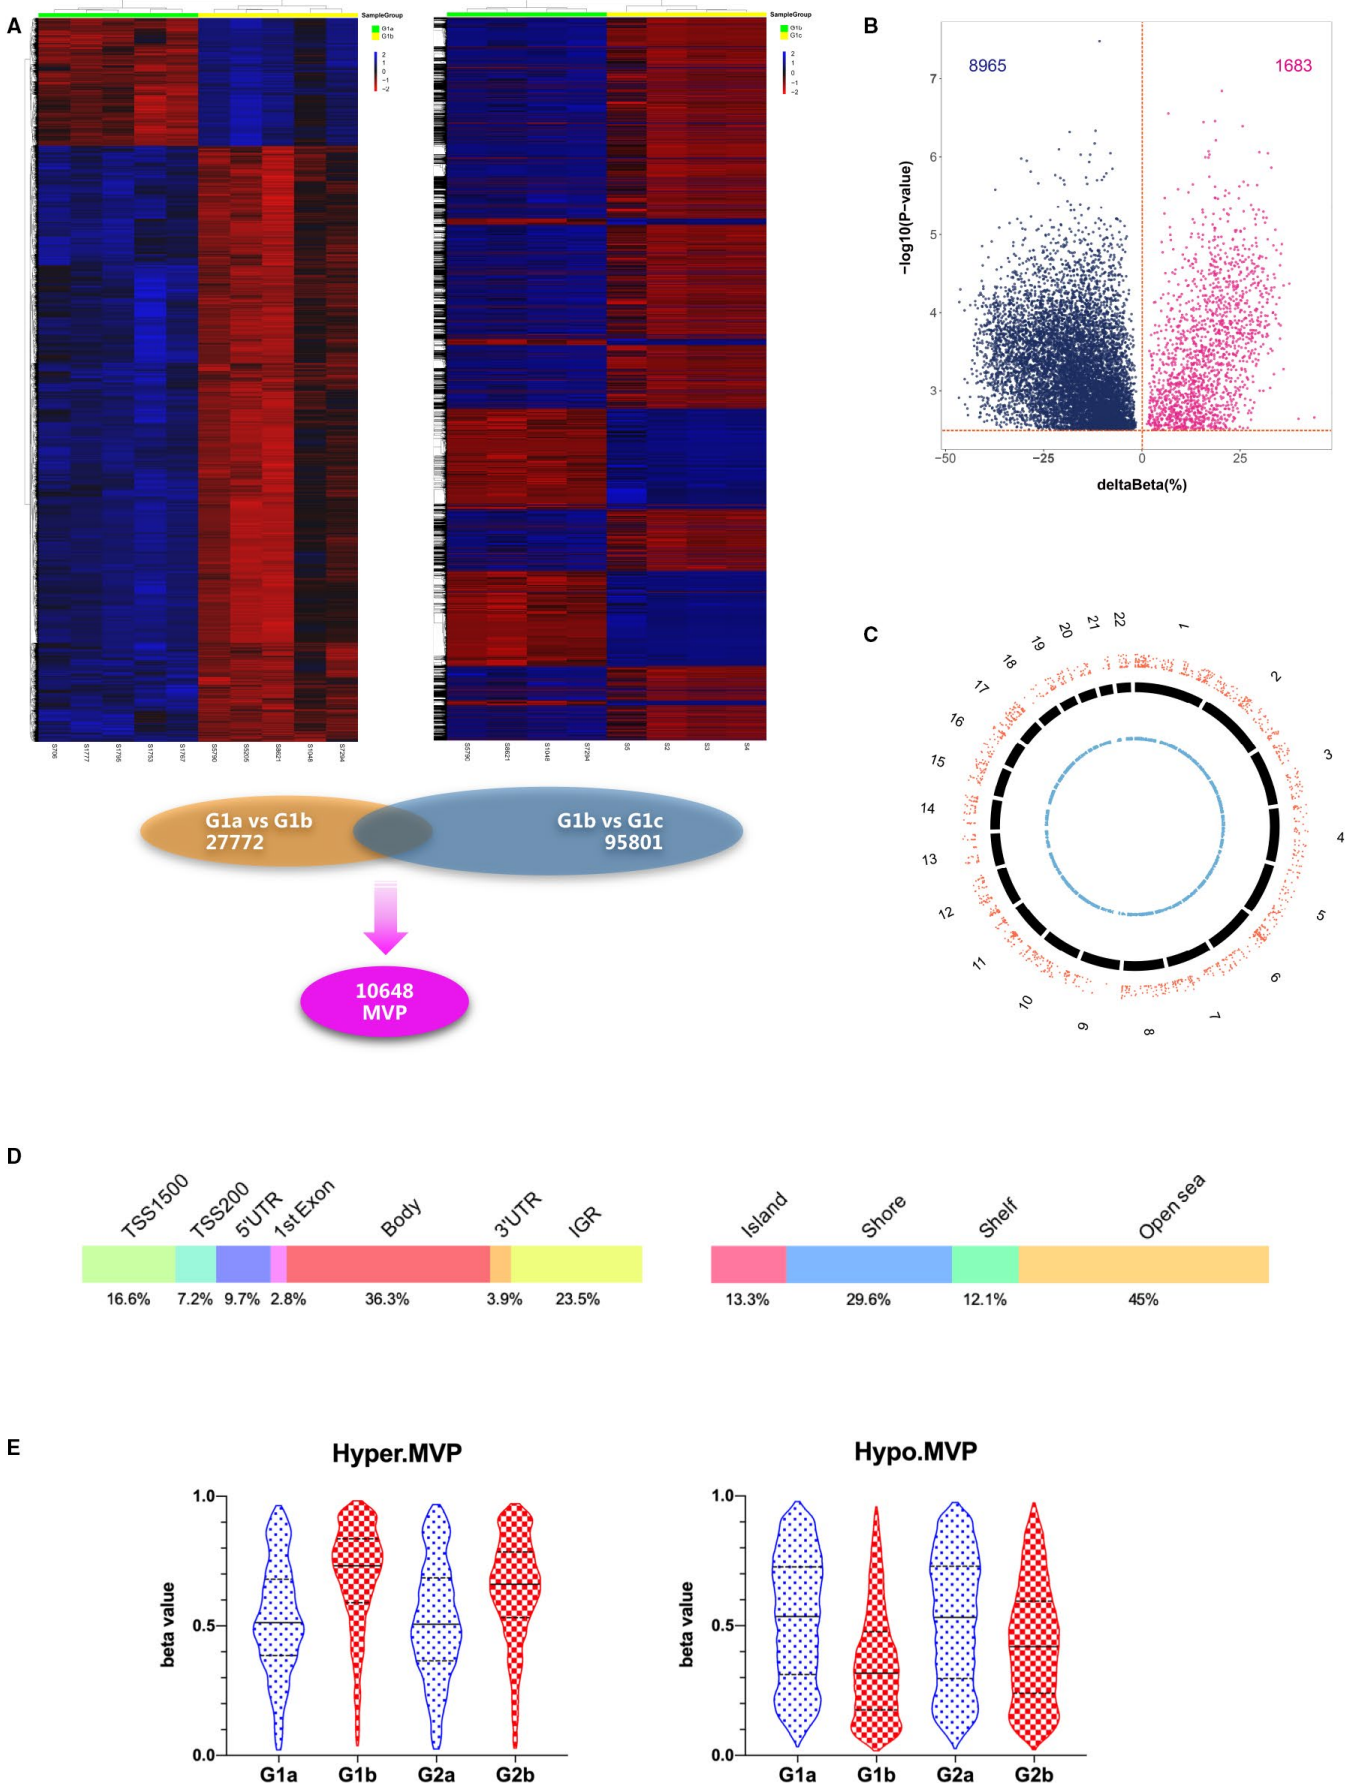 A
SampleGroup
G1a
G1b
2
1
0
−1
−2
S706
S1777
S1795
S1753
S1767
S5790
S5205
S8621
S1048
S7294
SampleGroup
G1b
G1c
2
1
0
−1
−2
S5790
S8621
S1048
S7294
S5
S2
S3
S4
G1a vs G1b
27772
G1b vs G1c
95801
10648
MVP
B
8965
1683
−log10(P−value)
7
6
5
4
3
−50
−25
0
25
deltaBeta(%)
C
1
2
3
4
5
6
7
8
9
10
11
12
13
14
15
16
17
18
19
20
21
22
D
TSS1500
TSS200
5'UTR
1st Exon
Body
3'UTR
IGR
16.6%
7.2%
9.7%
2.8%
36.3%
3.9%
23.5%
Island
Shore
Shelf
Open sea
13.3%
29.6%
12.1%
45%
E
Hyper.MVP
beta value
1.0
0.5
0.0
G1a
G1b
G2a
G2b
Hypo.MVP
beta value
1.0
0.5
0.0
G1a
G1b
G2a
G2b